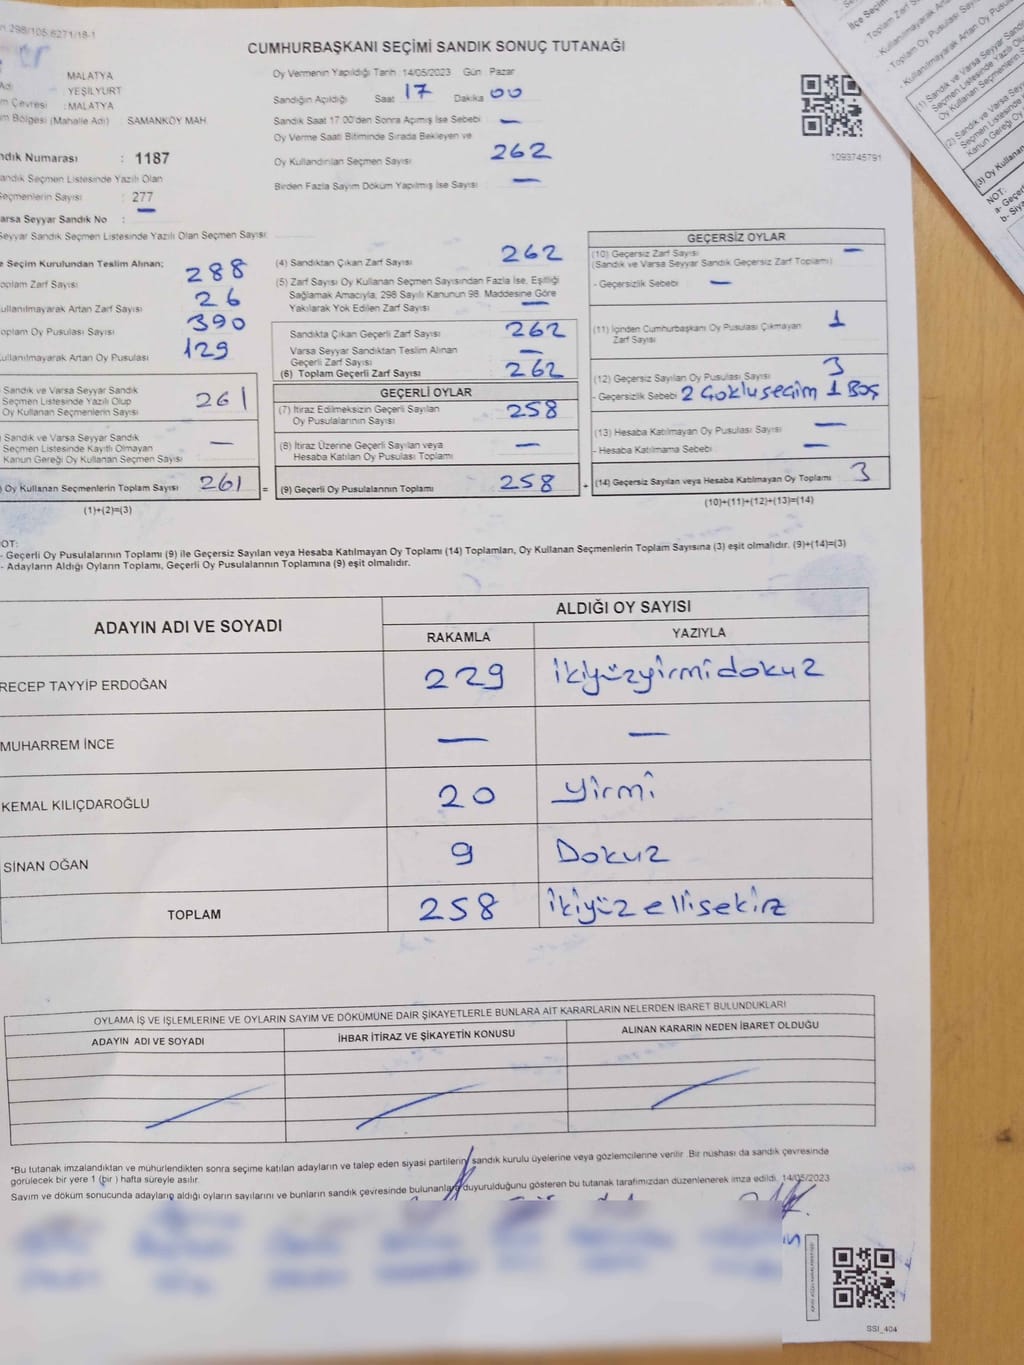 298/105.6271/18-1
CUMHURBAŞKANI SEÇİMİ SANDIK SONUÇ TUTANAĞI
MALATYA
YEŞİLYURT
Çevresi : MALATYA
Bölgesi (Mahalle Adı) SAMANKÖY MAH.
Numarası : 1187
Seçmen Listesinde Yazılı Olan
Sayısı : 277 —
Seyyar Sandık No :
Seyyar Sandık Seçmen Listesinde Yazılı Olan Seçmen Sayısı
Oy Vermenin Yapıldığı Tarih :14/05/2023 Gün : Pazar
Sandığın Açıldığı Saat 17 Dakika 00
Sandık Saat 17:00'den Sonra Açımış İse Sebebi —
Oy Verme Saati Bitiminde Sırada Bekleyen ve
Oy Kullandırılan Seçmen Sayısı 262
Birden Fazla Sayım Döküm Yapılmış İse Sayısı —
1093745791
Seçim Kurulundan Teslim Alınan;
Zarf Sayısı 288
Artan Zarf Sayısı 26
Oy Pusulası Sayısı 390
Artan Oy Pusulası 129
Sandık ve Varsa Seyyar Sandık
Seçmen Listesinde Yazılı Olup
Oy Kullanan Seçmenlerin Sayısı 261
Sandık ve Varsa Seyyar Sandık
Seçmen Listesinde Kayıtlı Olmayan
Kanun Gereği Oy Kullanan Seçmen Sayısı —
Oy Kullanan Seçmenlerin Toplam Sayısı 261 =
(1)+(2)=(3)
(4) Sandıktan Çıkan Zarf Sayısı 262
(5) Zarf Sayısı Oy Kullanan Seçmen Sayısından Fazla İse, Eşitliği
Sağlamak Amacıyla, 298 Sayılı Kanunun 98. Maddesine Göre
Yakılarak Yok Edilen Zarf Sayısı —
Sandıkta Çıkan Geçerli Zarf Sayısı 262
Varsa Seyyar Sandıktan Teslim Alınan
Geçerli Zarf Sayısı —
(6) Toplam Geçerli Zarf Sayısı 262
GEÇERLİ OYLAR
(7) İtiraz Edilmeksizin Geçerli Sayılan
Oy Pusulalarının Sayısı 258
(8) İtiraz Üzerine Geçerli Sayılan veya
Hesaba Katılan Oy Pusulası Toplamı —
(9) Geçerli Oy Pusulalarının Toplamı 258 +
GEÇERSİZ OYLAR
(10) Geçersiz Zarf Sayısı —
(Sandık ve Varsa Seyyar Sandık Geçersiz Zarf Toplamı)
- Geçersizlik Sebebi —
(11) İçinden Cumhurbaşkanı Oy Pusulası Çıkmayan
Zarf Sayısı 1
(12) Geçersiz Sayılan Oy Pusulası Sayısı 3
- Geçersizlik Sebebi 2 Çoklu seçim 1 Boş
(13) Hesaba Katılmayan Oy Pusulası Sayısı —
- Hesaba Katılmama Sebebi —
(14) Geçersiz Sayılan veya Hesaba Katılmayan Oy Toplamı 3
(10)+(11)+(12)+(13)=(14)
NOT:
- Geçerli Oy Pusulalarının Toplamı (9) ile Geçersiz Sayılan veya Hesaba Katılmayan Oy Toplamı (14) Toplamları, Oy Kullanan Seçmenlerin Toplam Sayısına (3) eşit olmalıdır. (9)+(14)=(3)
- Adayların Aldığı Oyların Toplamı, Geçerli Oy Pusulalarının Toplamına (9) eşit olmalıdır.
ADAYIN ADI VE SOYADI
ALDIĞI OY SAYISI
RAKAMLA YAZIYLA
RECEP TAYYİP ERDOĞAN 229 ikiyüzyirmidokuz
MUHARREM İNCE — —
KEMAL KILIÇDAROĞLU 20 yirmi
SİNAN OĞAN 9 Dokuz
TOPLAM 258 ikiyüz ellisekiz
OYLAMA İŞ VE İŞLEMLERİNE VE OYLARIN SAYIM VE DÖKÜMÜNE DAİR ŞİKAYETLERLE BUNLARA AİT KARARLARIN NELERDEN İBARET BULUNDUKLARI
ADAYIN ADI VE SOYADI İHBAR İTİRAZ VE ŞİKAYETİN KONUSU ALINAN KARARIN NEDEN İBARET OLDUĞU
*Bu tutanak imzalandıktan ve mühürlendikten sonra seçime katılan adayların ve talep eden siyasi partilerin sandık kurulu üyelerine veya gözlemcilerine verilir. Bir nüshası da sandık çevresinde
görülecek bir yere 1 (bir) hafta süreyle asılır.
Sayım ve döküm sonucunda adayların aldığı oyların sayılarını ve bunların sandık çevresinde bulunanlara duyurulduğunu gösteren bu tutanak tarafımızdan düzenlenerek imza edildi. 14/05/2023
SSI_404